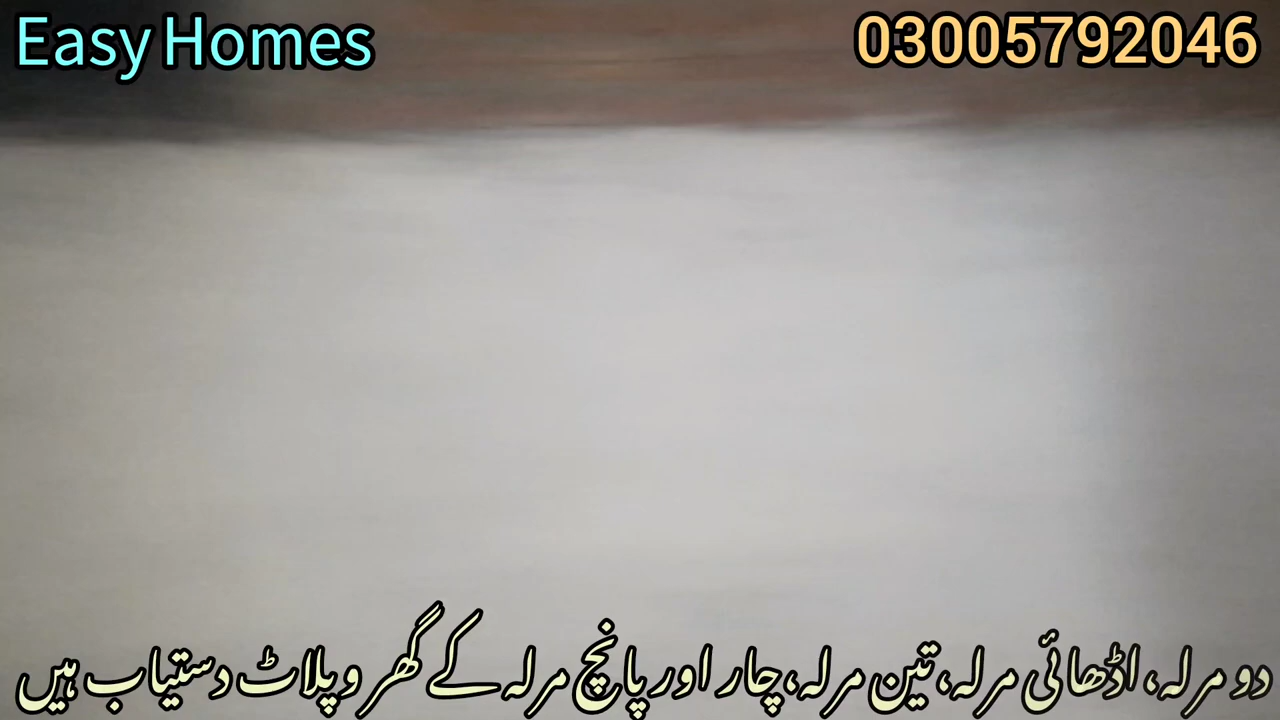 Easy Homes
03005792046
دو مرلہ، اڈھائی مرلہ، تین مرلہ، چار اور پانچ مرلہ کے گھر و پلاٹ دستیاب ہیں